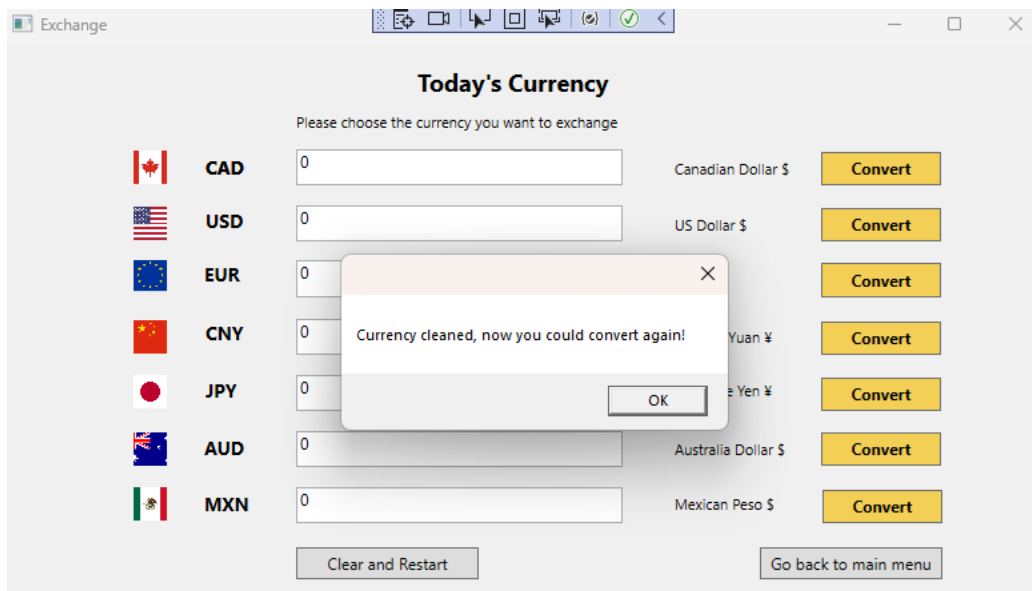 Exchange
Today's Currency
Please choose the currency you want to exchange
CAD 0 Canadian Dollar $ Convert
USD 0 US Dollar $ Convert
EUR 0 Convert
CNY 0 Yuan ¥ Convert
Currency cleaned, now you could convert again!
JPY 0 Yen ¥ Convert
OK
AUD 0 Australia Dollar $ Convert
MXN 0 Mexican Peso $ Convert
Clear and Restart Go back to main menu